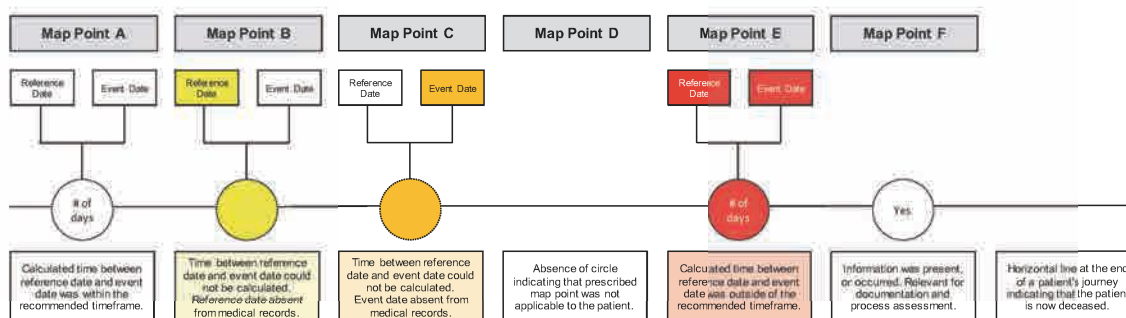 Map Point A
Map Point B
Map Point C
Map Point D
Map Point E
Map Point F
Reference
Date
Event Date
Reference
Date
Event Date
Reference
Date
Event Date
Reference
Date
Event Date
# of
days
# of
days
Yes
Calculated time between
reference date and event
date was within the
recommended timeframe.
Time between reference
date and event date could
not be calculated.
Reference date absent
from medical records.
Time between reference
date and event date could
not be calculated.
Event date absent from
medical records.
Absence of circle
indicating that prescribed
map point was not
applicable to the patient.
Calculated time between
reference date and event
date was outside of the
recommended timeframe.
Information was present,
or occurred. Relevant for
documentation and
process assessment.
Horizontal line at the end
of a patient's journey
indicating that the patient
is now deceased.